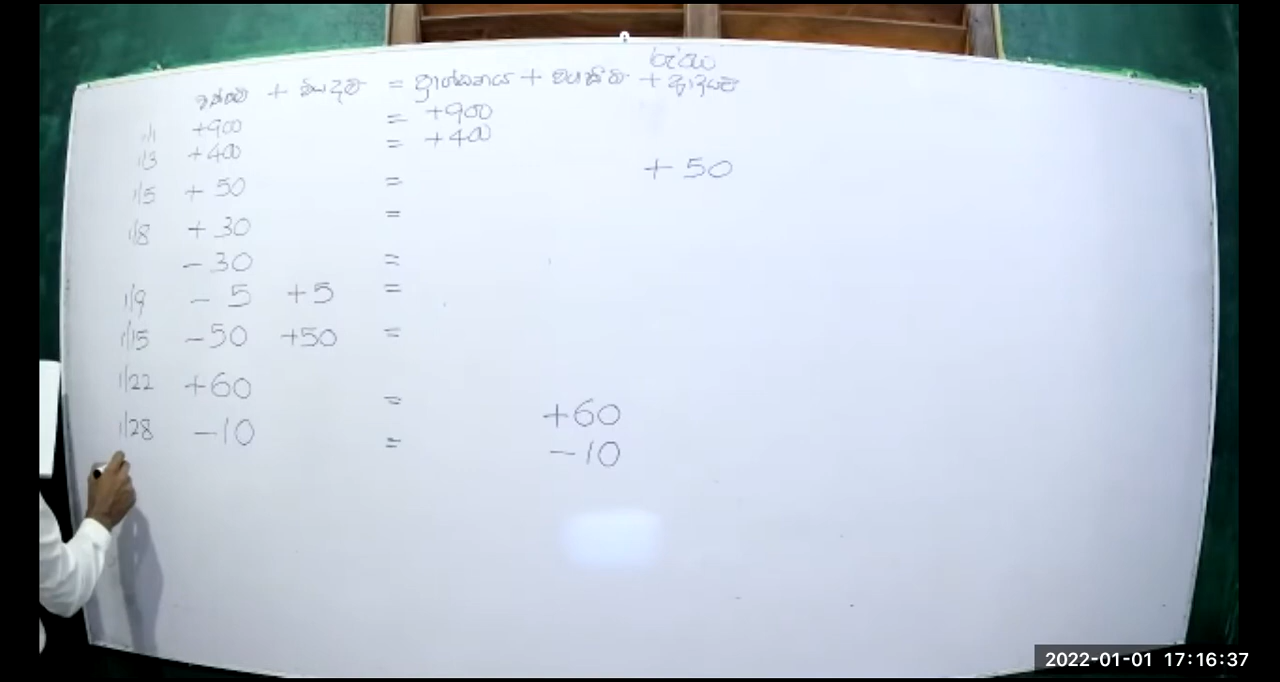 රු'000
වත්කම් + වියදම් = ප්‍රාග්ධනය + වගකීම් + ආදායම්
1/1 +900 = +900
1/3 +400 = +400
1/5 + 50 = + 50
1/8 + 30 =
- 30 =
1/9 - 5 +5 =
1/15 -50 +50 =
1/22 +60 = +60
1/28 -10 = -10
2022-01-01 17:16:37